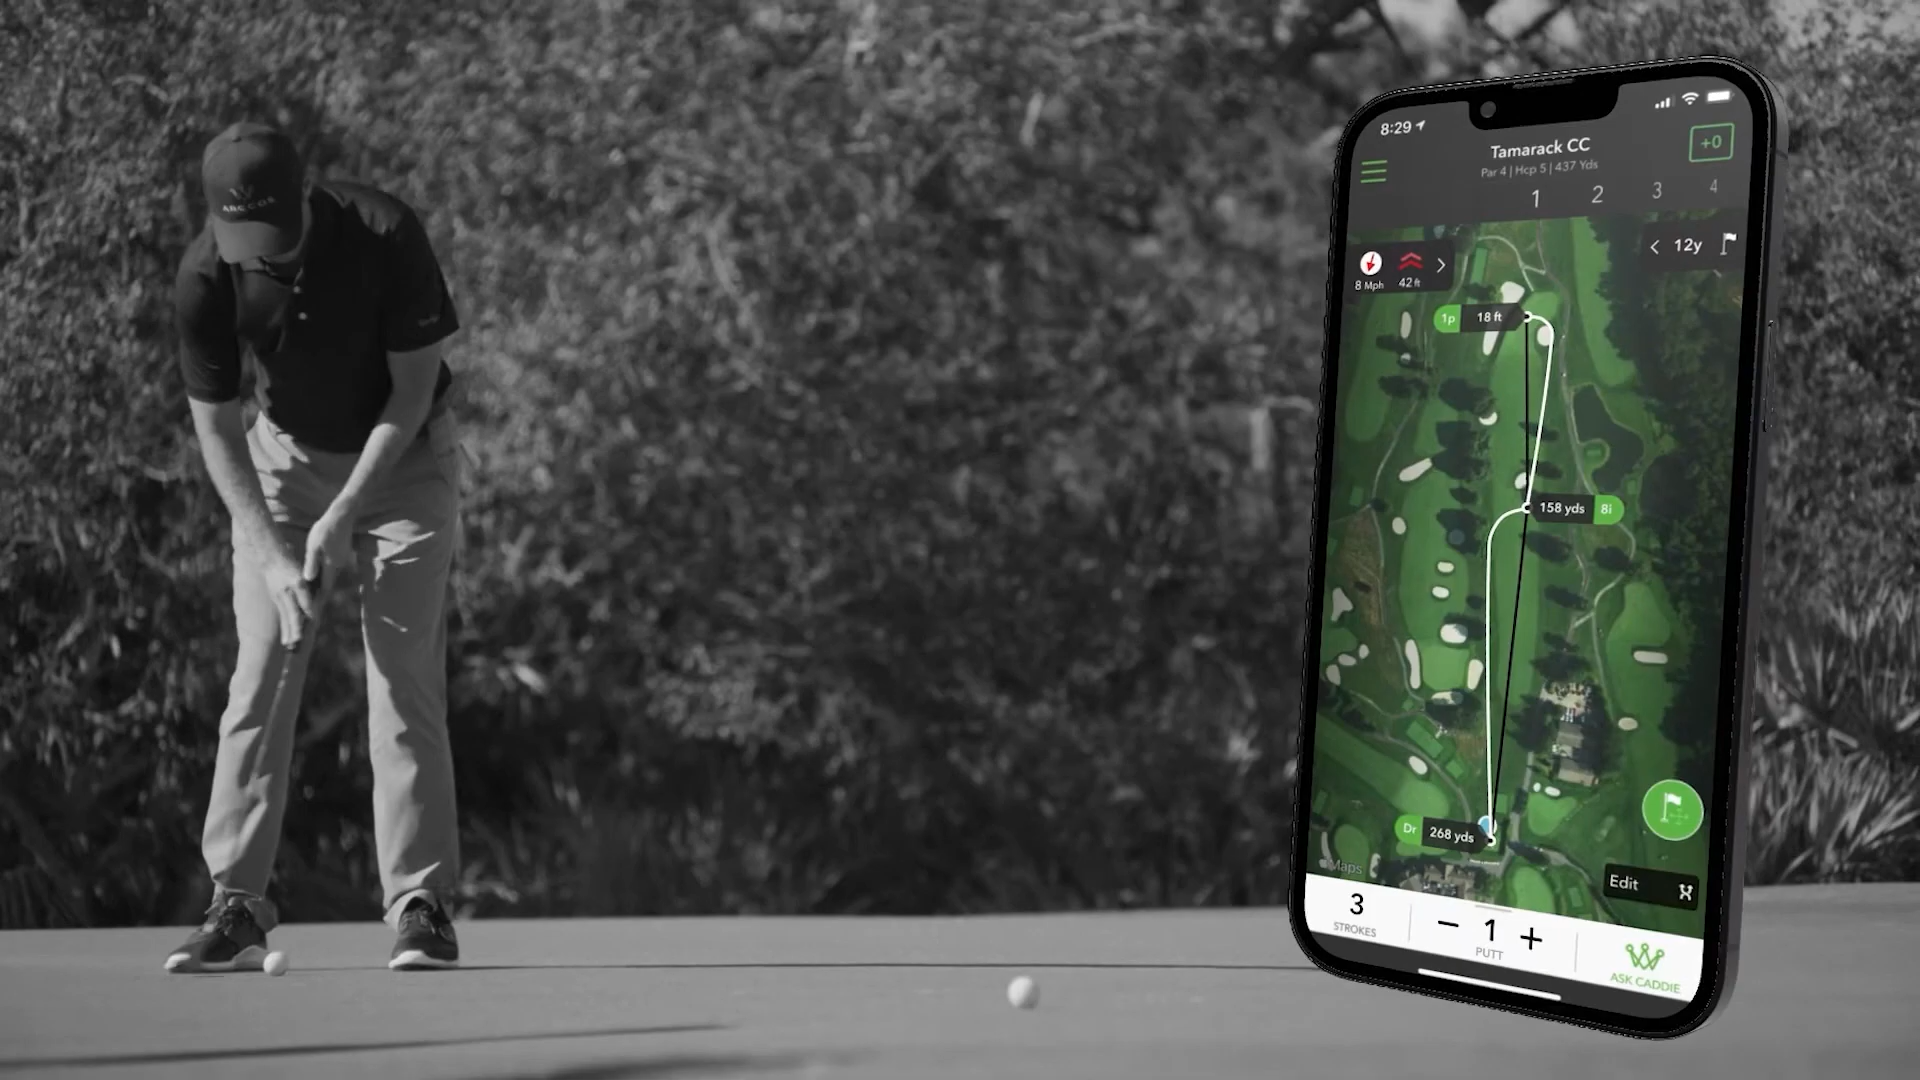 ARCCOS
8:29
Tamarack CC
+0
Par 4 | Hcp 5 | 437 Yds
1 2 3 4
12y
8 Mph 42 ft
1p 18 ft
158 yds 8i
Dr 268 yds
Maps
Edit
3
STROKES
− 1 +
PUTT
ASK CADDIE